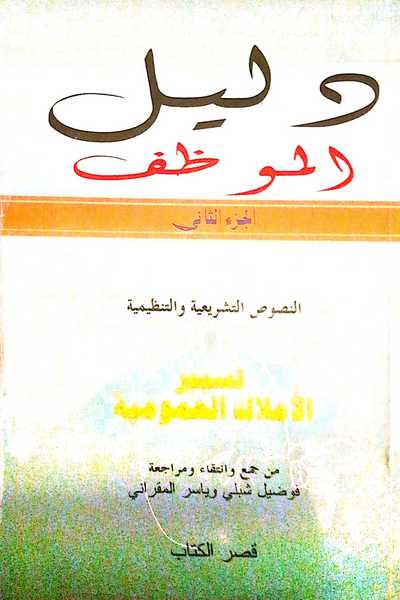 دليل
الموظف
الجزء الثاني
النصوص التشريعية والتنظيمية
تسيير
الأملاك العمومية
من جمع وانتقاء ومراجعة
فوضيل شبلي وياسر المقراني
قصر الكتاب